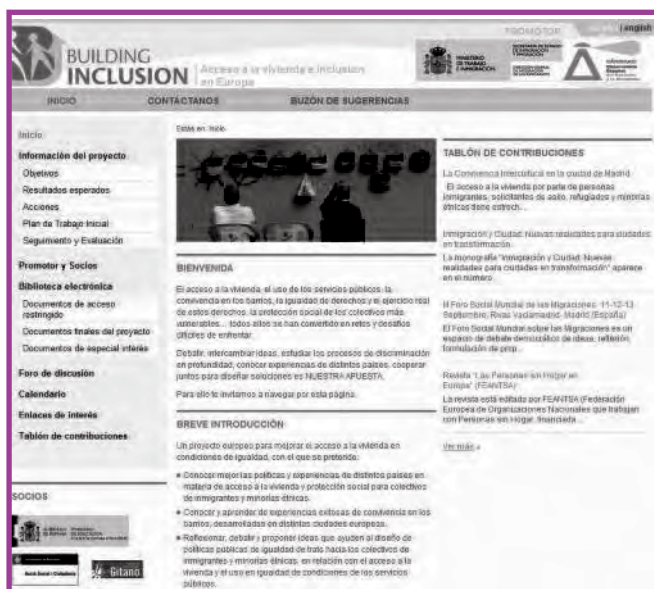 PROMOTOR
| english
BUILDING
INCLUSION
Acceso a la vivienda e inclusión
en Europa
MINISTERIO
DE TRABAJO
E INMIGRACIÓN
INICIO
CONTÁCTANOS
BUZÓN DE SUGERENCIAS
Inicio
Información del proyecto
Objetivos
Resultados esperados
Acciones
Plan de Trabajo Inicial
Seguimiento y Evaluación
Promotor y Socios
Biblioteca electrónica
Documentos de acceso
restringido
Documentos finales del proyecto
Documentos de especial interés
Foro de discusión
Calendario
Enlaces de interés
Tablón de contribuciones
SOCIOS
Gitano
Estás en: Inicio
BIENVENIDA
El acceso a la vivienda, el uso de los servicios públicos, la
convivencia en los barrios, la igualdad de derechos y el ejercicio real
de estos derechos, la protección social de los colectivos más
vulnerables... todos ellos se han convertido en retos y desafíos
difíciles de enfrentar.
Debatir, intercambiar ideas, estudiar los procesos de discriminación
en profundidad, conocer experiencias de distintos países, cooperar
juntos para diseñar soluciones es NUESTRA APUESTA.
Para ello te invitamos a navegar por esta página.
BREVE INTRODUCCIÓN
Un proyecto europeo para mejorar el acceso a la vivienda en
condiciones de igualdad, con el que se pretende:
Conocer mejor las políticas y experiencias de distintos países en
materia de acceso a la vivienda y protección social para colectivos
de inmigrantes y minorías étnicas.
Conocer y aprender de experiencias exitosas de convivencia en los
barrios, desarrolladas en distintas ciudades europeas.
Reflexionar, debatir y proponer ideas que ayuden al diseño de
políticas públicas de igualdad de trato hacia los colectivos de
inmigrantes y minorías étnicas, en relación con el acceso a la
vivienda y el uso en igualdad de condiciones de los servicios
públicos.
TABLÓN DE CONTRIBUCIONES
La Convivencia Intercultural en la ciudad de Madrid
El acceso a la vivienda por parte de personas
inmigrantes, solicitantes de asilo, refugiados y minorías
étnicas tiene estrech...
Inmigración y Ciudad: Nuevas realidades para ciudades
en transformación.
La monografía "Inmigración y Ciudad: Nuevas
realidades para ciudades en transformación" aparece
en el número...
III Foro Social Mundial de las Migraciones. 11-12-13
Septiembre, Rivas Vaciamadrid- Madrid (España)
El Foro Social Mundial sobre las Migraciones es un
espacio de debate democrático de ideas, reflexión,
formulación de prop...
Revista "Las Personas sin Hogar en
Europa" (FEANTSA)
La revista está editada por FEANTSA (Federación
Europea de Organizaciones Nacionales que trabajan
con Personas sin Hogar, financiada...
Ver más »